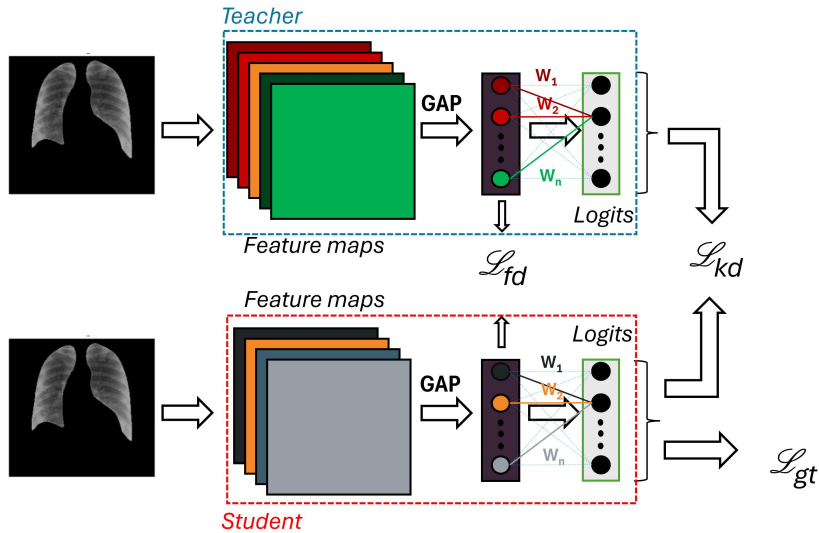 Teacher
GAP
W1
W2
Wn
Logits
Feature maps
ℒfd
ℒkd
Feature maps
Logits
GAP
W1
W2
Wn
ℒgt
Student